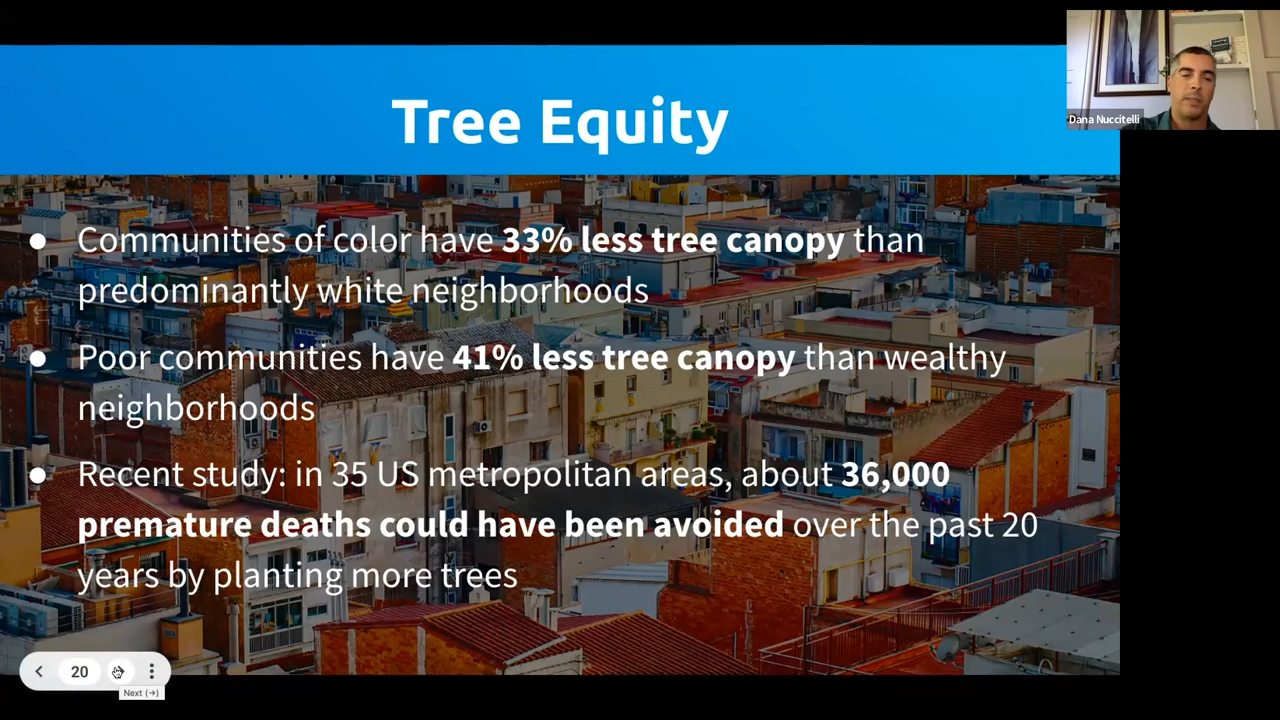 Tree Equity
Dana Nuccitelli
● Communities of color have 33% less tree canopy than
predominantly white neighborhoods
● Poor communities have 41% less tree canopy than wealthy
neighborhoods
● Recent study: in 35 US metropolitan areas, about 36,000
premature deaths could have been avoided over the past 20
years by planting more trees
20
Next (→)